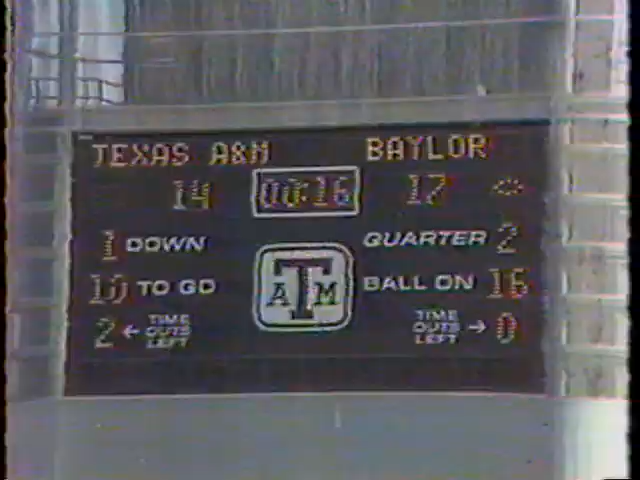 TEXAS A&M BAYLOR
14 00:16 17
1 DOWN QUARTER 2
10 TO GO ATM BALL ON 16
2 ← TIME OUTS LEFT TIME OUTS LEFT → 0